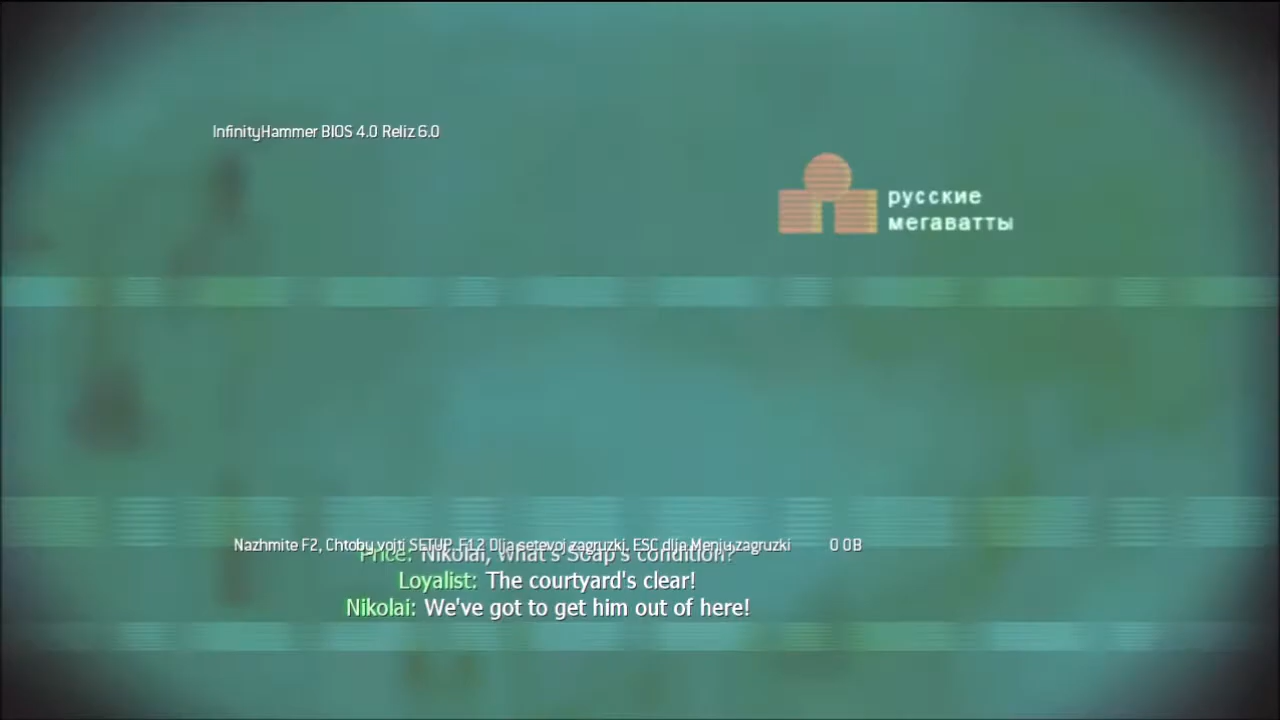 InfinityHammer BIOS 4.0 Reliz 6.0
русские
мегаватты
Nazhmite F2, Chtoby vojti SETUP, F12 Dlja setevoj zagruzki, ESC dlja Menju zagruzki 0 0B
Price: Nikolai, what's Soap's condition?
Loyalist: The courtyard's clear!
Nikolai: We've got to get him out of here!